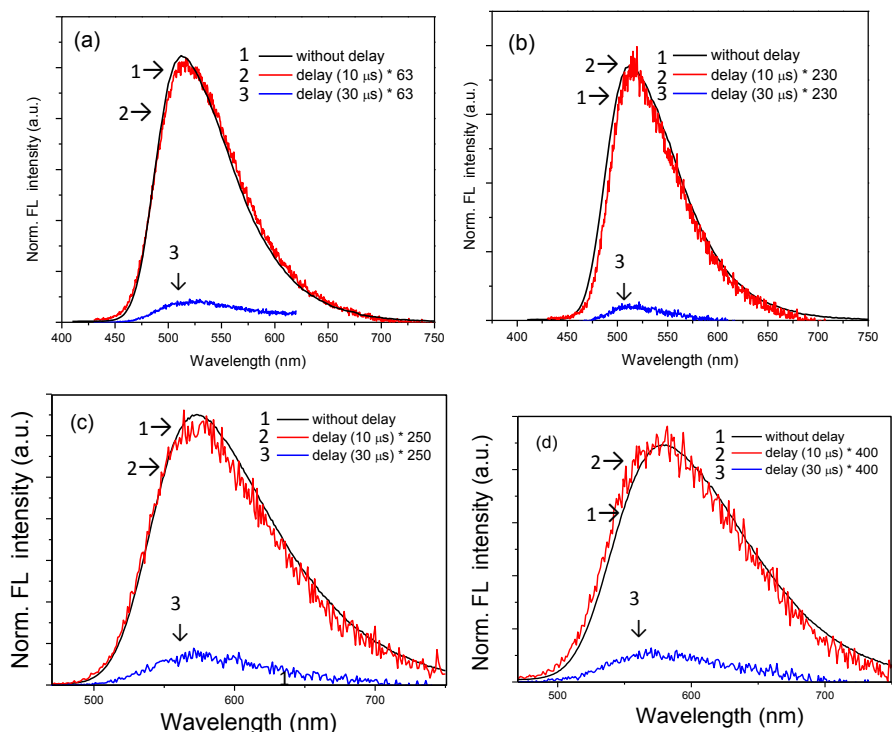 (a)
1 without delay
2 delay (10 μs) * 63
3 delay (30 μs) * 63
1→
2→
3
↓
Norm. FL intensity (a.u.)
400 450 500 550 600 650 700 750
Wavelength (nm)
(b)
1 without delay
2 delay (10 μs) * 230
3 delay (30 μs) * 230
2→
1→
3
↓
Norm. FL intensity (a.u.)
400 450 500 550 600 650 700 750
Wavelength (nm)
(c)
1 without delay
2 delay (10 μs) * 250
3 delay (30 μs) * 250
1→
2→
3
↓
1
Norm. FL intensity (a.u.)
500 600 700
Wavelength (nm)
(d)
1 without delay
2 delay (10 μs) * 400
3 delay (30 μs) * 400
2→
1→
3
↓
Norm. FL intensity (a.u.)
500 600 700
Wavelength (nm)